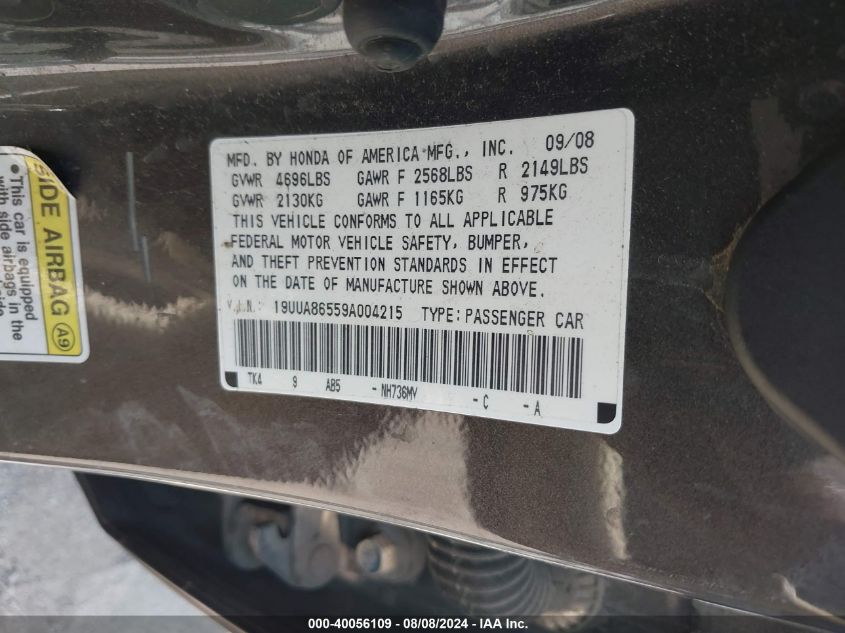 MFD. BY HONDA OF AMERICA MFG., INC. 09/08
GVWR 4696LBS GAWR F 2568LBS R 2149LBS
GVWR 2130KG GAWR F 1165KG R 975KG
THIS VEHICLE CONFORMS TO ALL APPLICABLE
FEDERAL MOTOR VEHICLE SAFETY, BUMPER,
AND THEFT PREVENTION STANDARDS IN EFFECT
ON THE DATE OF MANUFACTURE SHOWN ABOVE.
V.I.N.: 19UUA86559A004215 TYPE: PASSENGER CAR
TK4 9 AB5 - NH736MV - C - A
SIDE AIRBAG A9
• This car is equipped
with side airbags in the
000-40056109 - 08/08/2024 - IAA Inc.